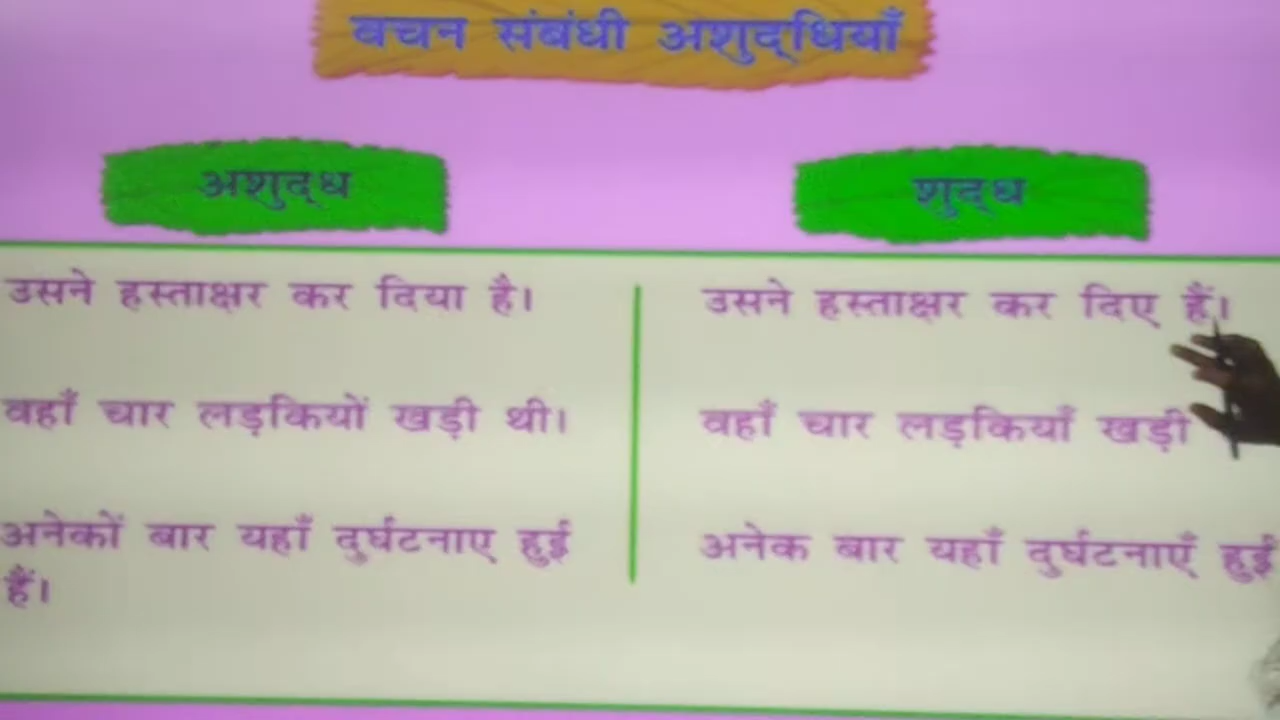 बचन संबंधी अशुद्धियाँ
अशुद्ध
शुद्ध
उसने हस्ताक्षर कर दिया है।
उसने हस्ताक्षर कर दिए हैं।
वहाँ चार लड़कियों खड़ी थी।
वहाँ चार लड़कियाँ खड़ी
अनेकों बार यहाँ दुर्घटनाए हुई
हैं।
अनेक बार यहाँ दुर्घटनाएँ हुई